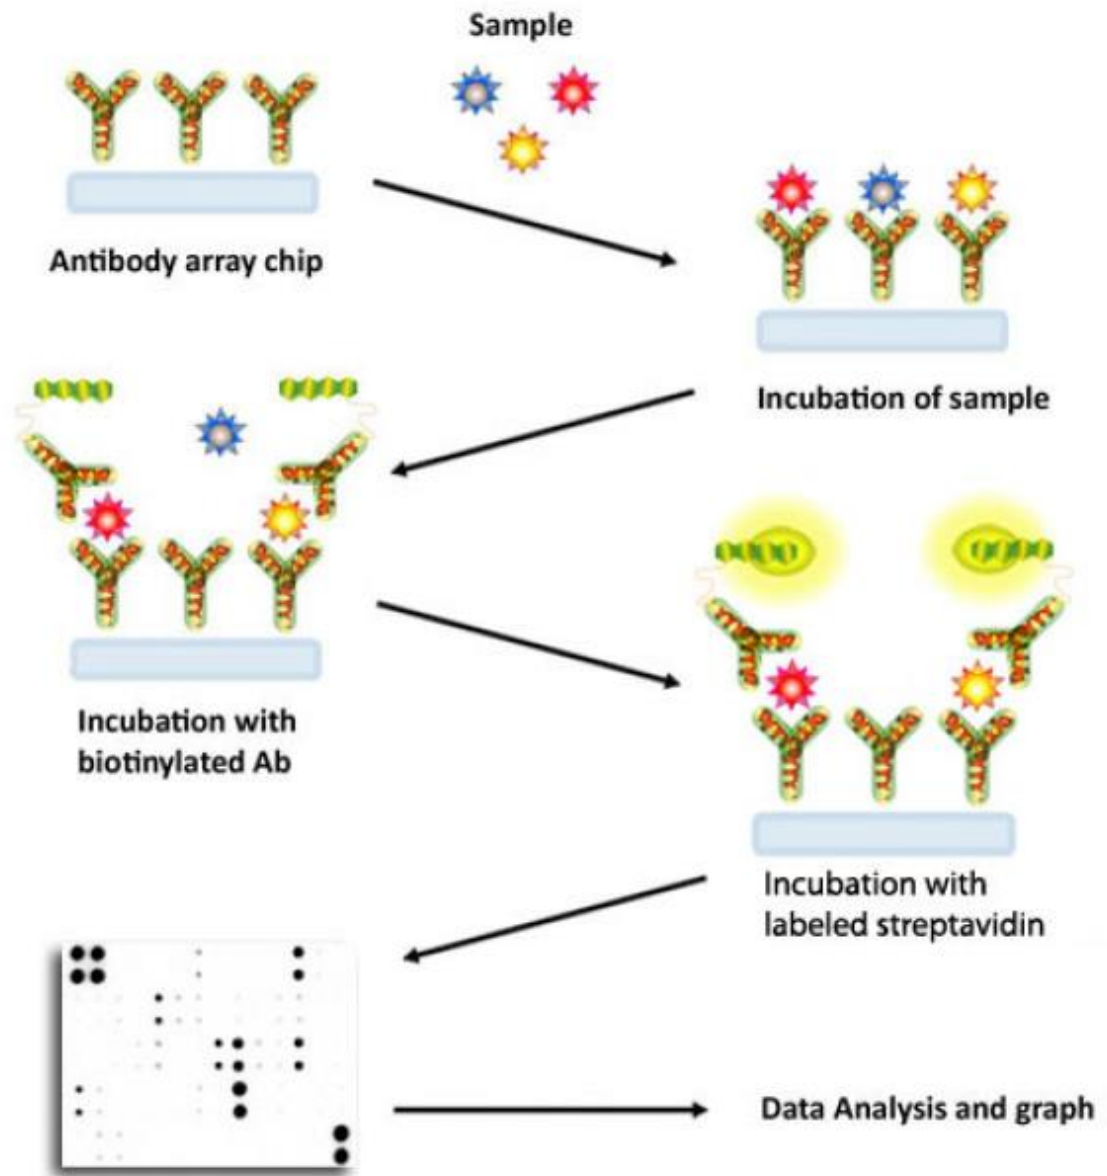 Sample
Antibody array chip
Incubation of sample
Incubation with
biotinylated Ab
Incubation with
labeled streptavidin
Data Analysis and graph